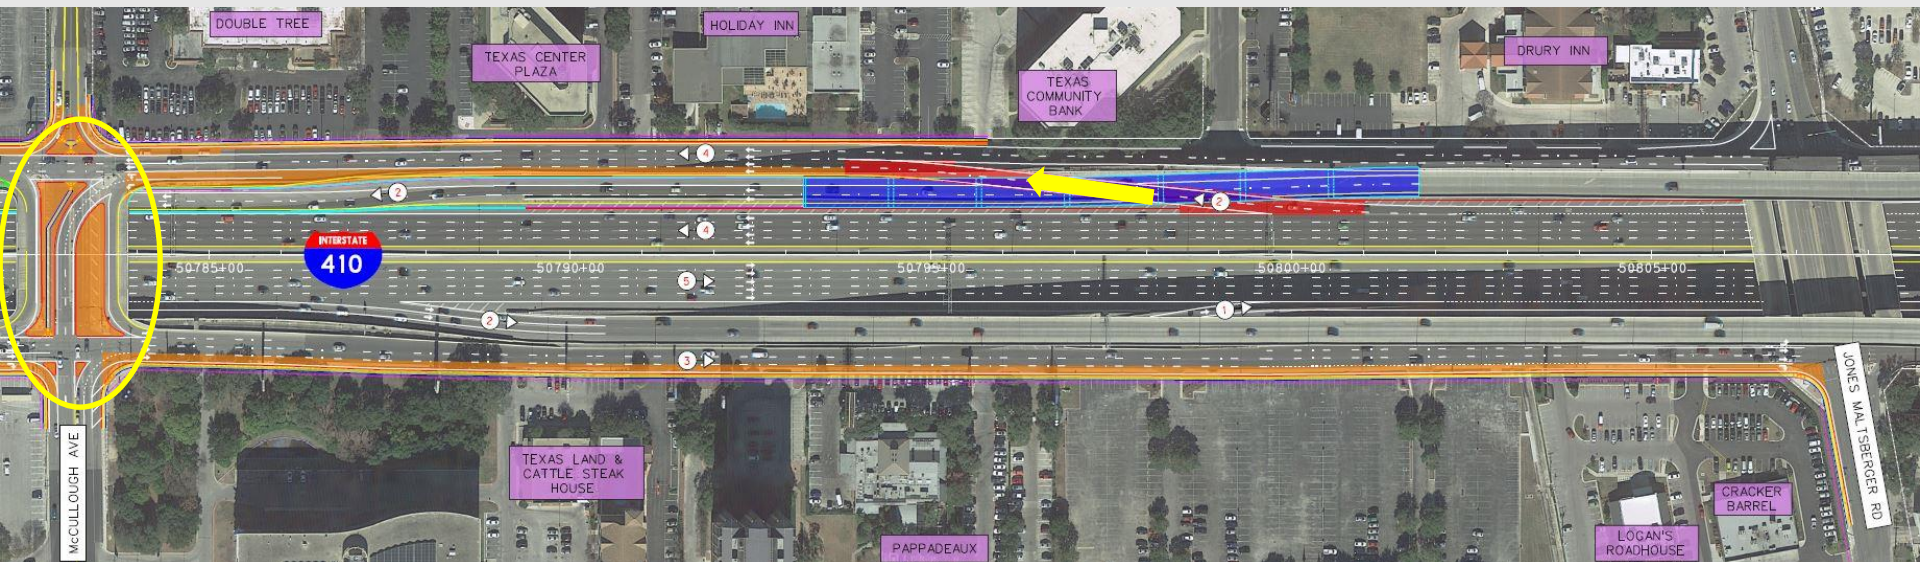 DOUBLE TREE
TEXAS CENTER
PLAZA
HOLIDAY INN
TEXAS
COMMUNITY
BANK
DRURY INN
4
2
2
4
INTERSTATE
410
50785+00
50790+00
50795+00
50800+00
50805+00
5
2
1
3
McCULLOUGH AVE
JONES MALTSBERGER RD
TEXAS LAND &
CATTLE STEAK
HOUSE
PAPPADEAUX
LOGAN'S
ROADHOUSE
CRACKER
BARREL